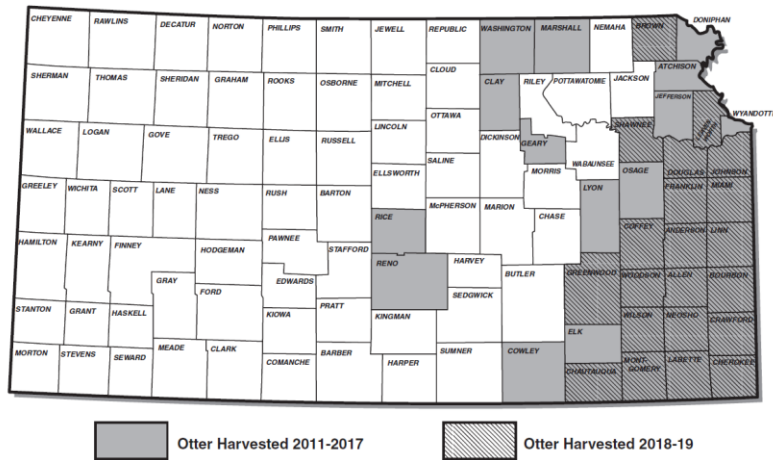 CHEYENNE RAWLINS DECATUR NORTON PHILLIPS SMITH JEWELL REPUBLIC WASHINGTON MARSHALL NEMAHA BROWN DONIPHAN
CLOUD
SHERMAN THOMAS SHERIDAN GRAHAM ROOKS OSBORNE MITCHELL CLAY RILEY POTTAWATOMIE JACKSON ATCHISON
JEFFERSON
OTTAWA
WALLACE LOGAN GOVE TREGO ELLIS RUSSELL LINCOLN DICKINSON GEARY SHAWNEE WYANDOTTE
SALINE WABAUNSEE
ELLSWORTH MORRIS OSAGE DOUGLAS JOHNSON
GREELEY WICHITA SCOTT LANE NESS RUSH BARTON LYON FRANKLIN MIAMI
RICE McPHERSON MARION CHASE COFFEY ANDERSON LINN
HAMILTON KEARNY FINNEY HODGEMAN PAWNEE STAFFORD
RENO HARVEY BUTLER GREENWOOD WOODSON ALLEN BOURBON
GRAY FORD EDWARDS SEDGWICK
STANTON GRANT HASKELL KIOWA PRATT KINGMAN ELK WILSON NEOSHO CRAWFORD
MORTON STEVENS SEWARD MEADE CLARK COMANCHE BARBER HARPER SUMNER COWLEY CHAUTAUQUA MONT-
GOMERY LABETTE CHEROKEE
Otter Harvested 2011-2017 Otter Harvested 2018-19